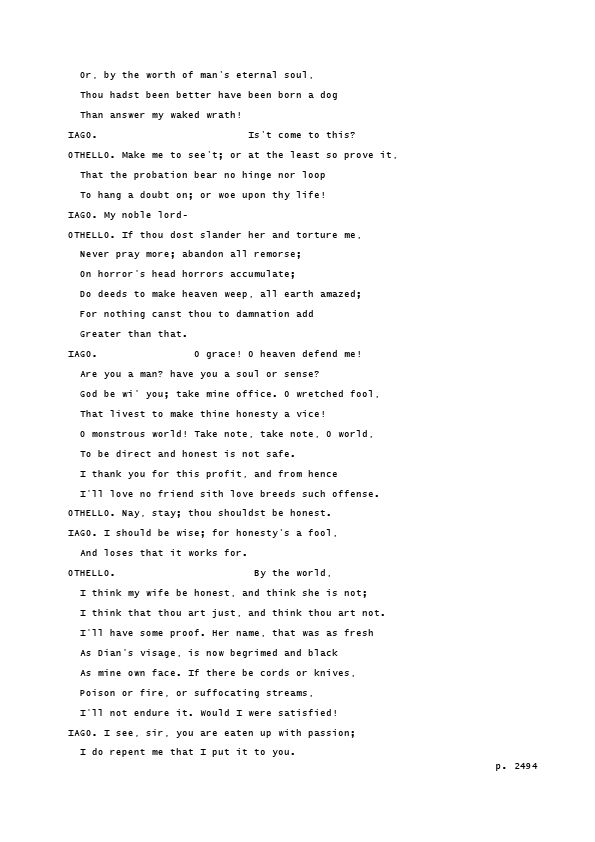 Or, by the worth of man's eternal soul,
Thou hadst been better have been born a dog
Than answer my waked wrath!
IAGO.                         Is't come to this?
OTHELLO. Make me to see't; or at the least so prove it,
That the probation bear no hinge nor loop
To hang a doubt on; or woe upon thy life!
IAGO. My noble lord-
OTHELLO. If thou dost slander her and torture me,
Never pray more; abandon all remorse;
On horror's head horrors accumulate;
Do deeds to make heaven weep, all earth amazed;
For nothing canst thou to damnation add
Greater than that.
IAGO.                O grace! O heaven defend me!
Are you a man? have you a soul or sense?
God be wi' you; take mine office. O wretched fool,
That livest to make thine honesty a vice!
O monstrous world! Take note, take note, O world,
To be direct and honest is not safe.
I thank you for this profit, and from hence
I'll love no friend sith love breeds such offense.
OTHELLO. Nay, stay; thou shouldst be honest.
IAGO. I should be wise; for honesty's a fool,
And loses that it works for.
OTHELLO.                       By the world,
I think my wife be honest, and think she is not;
I think that thou art just, and think thou art not.
I'll have some proof. Her name, that was as fresh
As Dian's visage, is now begrimed and black
As mine own face. If there be cords or knives,
Poison or fire, or suffocating streams,
I'll not endure it. Would I were satisfied!
IAGO. I see, sir, you are eaten up with passion;
I do repent me that I put it to you.
p. 2494